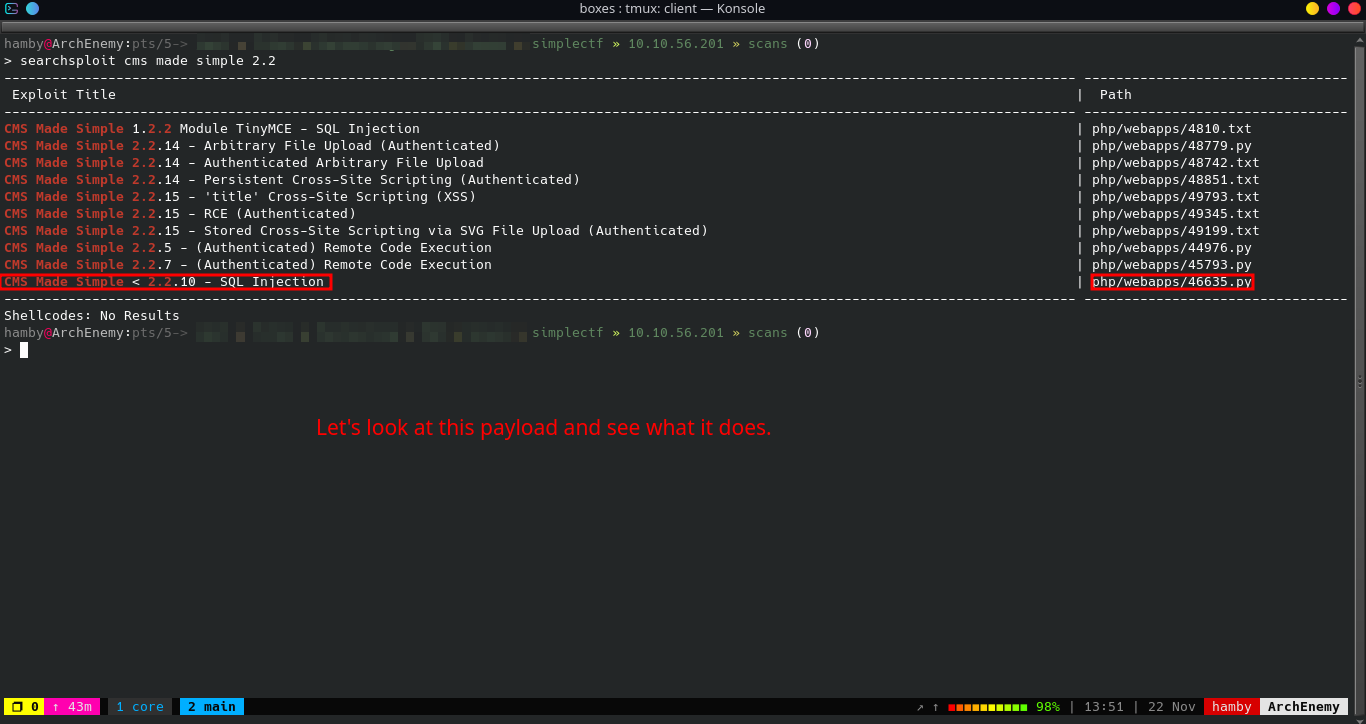 boxes : tmux: client — Konsole
hamby@ArchEnemy:pts/5-> simplectf » 10.10.56.201 » scans (0)
> searchsploit cms made simple 2.2
---------------------------------------------------------------------------------------------------------------------------------------- ---------------------------------
Exploit Title | Path
---------------------------------------------------------------------------------------------------------------------------------------- ---------------------------------
CMS Made Simple 1.2.2 Module TinyMCE - SQL Injection | php/webapps/4810.txt
CMS Made Simple 2.2.14 - Arbitrary File Upload (Authenticated) | php/webapps/48779.py
CMS Made Simple 2.2.14 - Authenticated Arbitrary File Upload | php/webapps/48742.txt
CMS Made Simple 2.2.14 - Persistent Cross-Site Scripting (Authenticated) | php/webapps/48851.txt
CMS Made Simple 2.2.15 - 'title' Cross-Site Scripting (XSS) | php/webapps/49793.txt
CMS Made Simple 2.2.15 - RCE (Authenticated) | php/webapps/49345.txt
CMS Made Simple 2.2.15 - Stored Cross-Site Scripting via SVG File Upload (Authenticated) | php/webapps/49199.txt
CMS Made Simple 2.2.5 - (Authenticated) Remote Code Execution | php/webapps/44976.py
CMS Made Simple 2.2.7 - (Authenticated) Remote Code Execution | php/webapps/45793.py
CMS Made Simple < 2.2.10 - SQL Injection | php/webapps/46635.py
---------------------------------------------------------------------------------------------------------------------------------------- ---------------------------------
Shellcodes: No Results
hamby@ArchEnemy:pts/5-> simplectf » 10.10.56.201 » scans (0)
>
Let's look at this payload and see what it does.
0 ↑ 43m 1 core 2 main ↗ ↑ 98% | 13:51 | 22 Nov hamby ArchEnemy